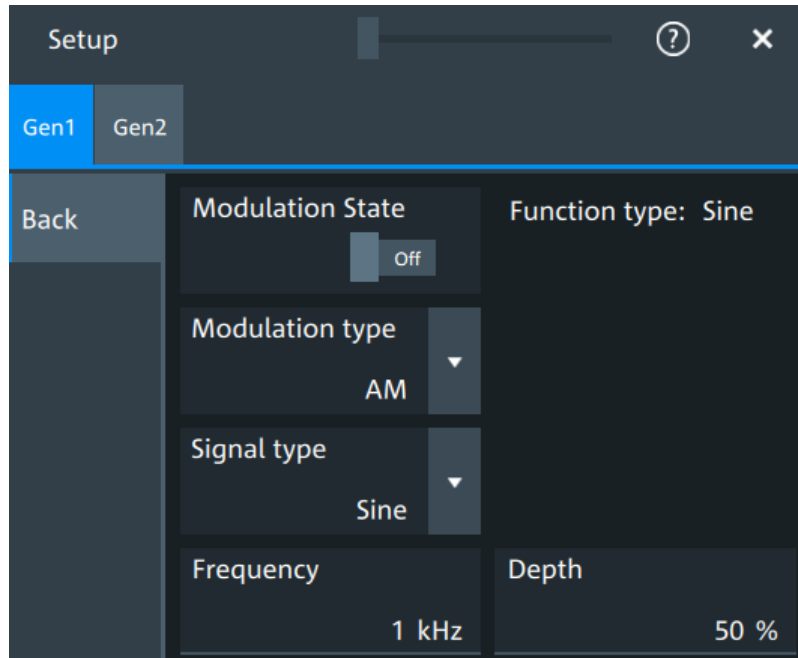 Setup
?
Gen1 Gen2
Back
Modulation State
Off
Function type: Sine
Modulation type
AM
Signal type
Sine
Frequency
1 kHz
Depth
50 %